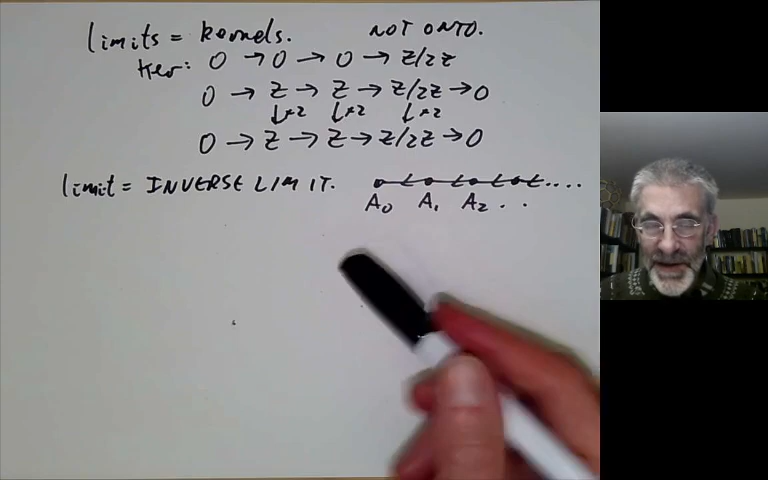 limits = kernels. NOT ONTO.
Ker: 0 → 0 → 0 → Z/2Z
0 → Z → Z → Z/2Z → 0
↓×2 ↓×2 ↓×2
0 → Z → Z → Z/2Z → 0
limit = INVERSE LIMIT. ....
A₀ A₁ A₂ . .